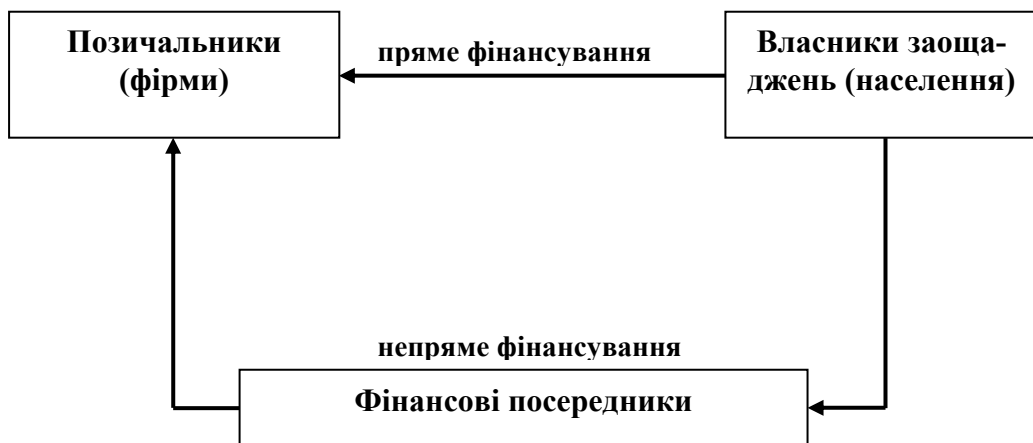 Позичальники
(фірми)
пряме фінансування
Власники заоща-
джень (населення)
непряме фінансування
Фінансові посередники